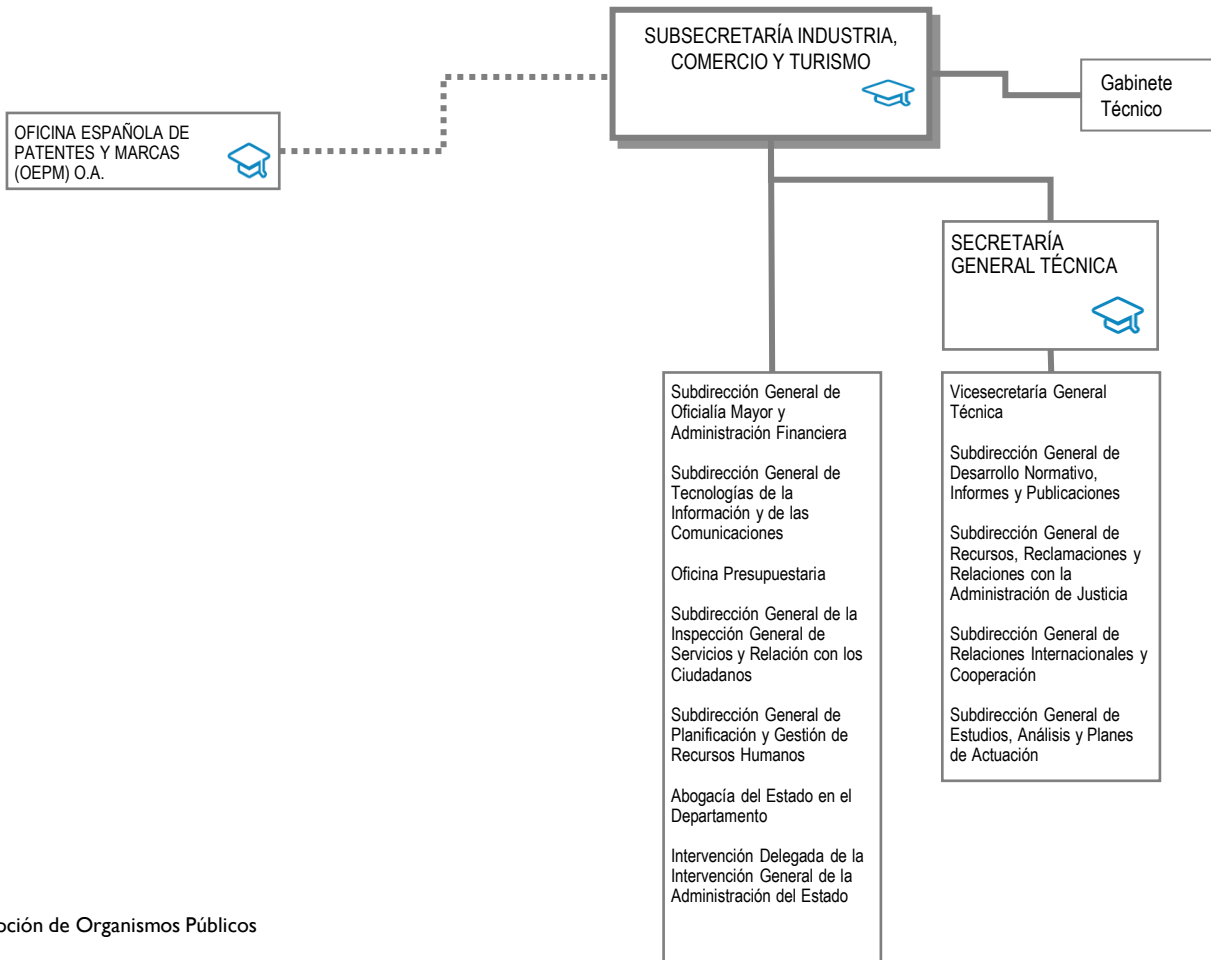 SUBSECRETARÍA INDUSTRIA,
COMERCIO Y TURISMO
Gabinete
Técnico
OFICINA ESPAÑOLA DE
PATENTES Y MARCAS
(OEPM) O.A.
SECRETARÍA
GENERAL TÉCNICA
Subdirección General de
Oficialía Mayor y
Administración Financiera
Subdirección General de
Tecnologías de la
Información y de las
Comunicaciones
Oficina Presupuestaria
Subdirección General de la
Inspección General de
Servicios y Relación con los
Ciudadanos
Subdirección General de
Planificación y Gestión de
Recursos Humanos
Abogacía del Estado en el
Departamento
Intervención Delegada de la
Intervención General de la
Administración del Estado
Vicesecretaría General
Técnica
Subdirección General de
Desarrollo Normativo,
Informes y Publicaciones
Subdirección General de
Recursos, Reclamaciones y
Relaciones con la
Administración de Justicia
Subdirección General de
Relaciones Internacionales y
Cooperación
Subdirección General de
Estudios, Análisis y Planes
de Actuación
de Organismos Públicos